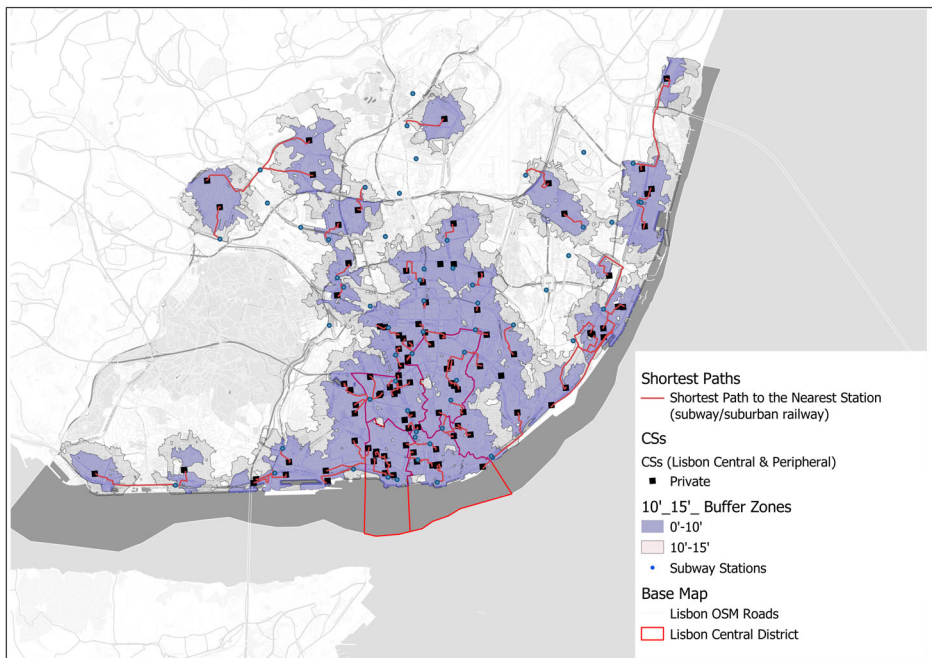 Shortest Paths
Shortest Path to the Nearest Station
(subway/suburban railway)
CSs
CSs (Lisbon Central & Peripheral)
Private
10'_15'_ Buffer Zones
0'-10'
10'-15'
Subway Stations
Base Map
Lisbon OSM Roads
Lisbon Central District